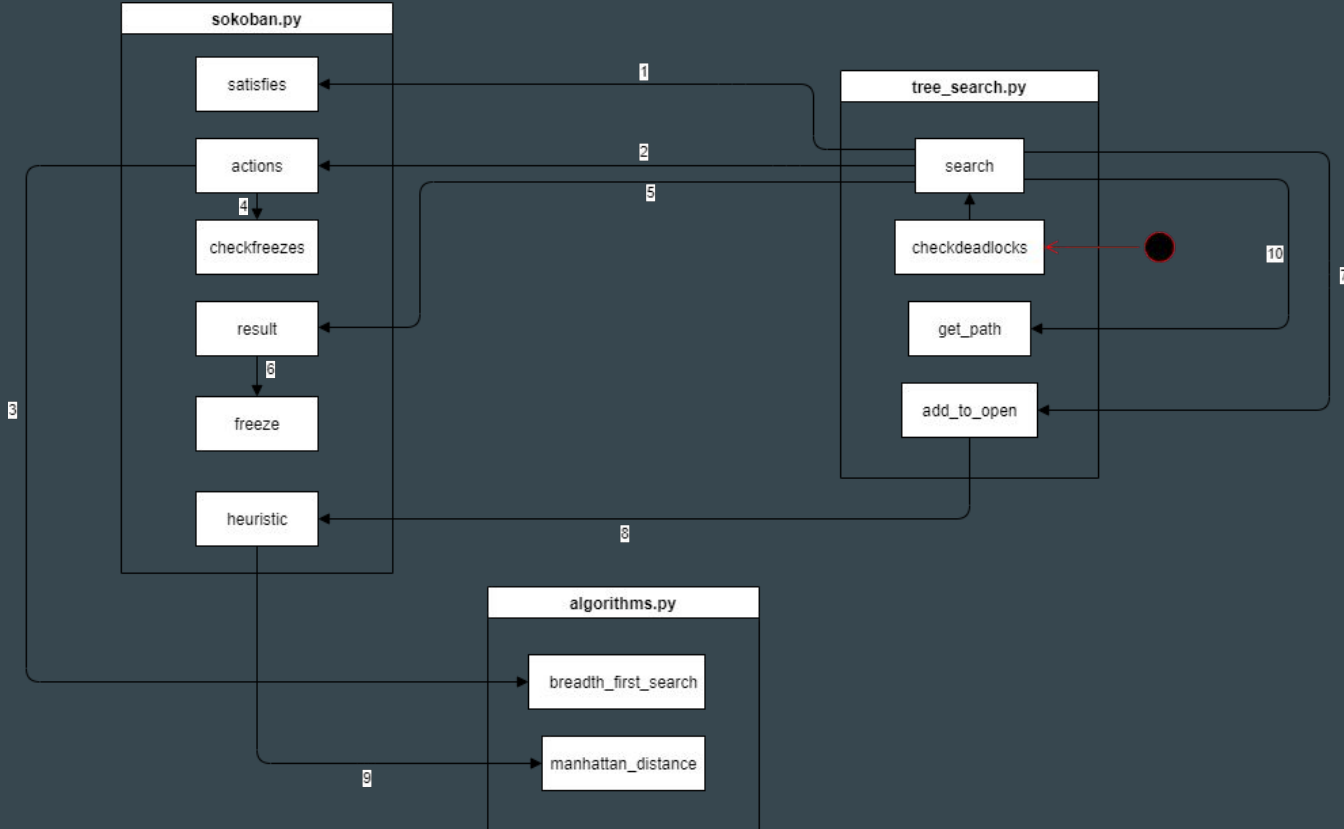 sokoban.py
satisfies
1
tree_search.py
actions
2
search
4
5
checkfreezes
checkdeadlocks
10
7
result
get_path
6
3
freeze
add_to_open
heuristic
8
algorithms.py
breadth_first_search
manhattan_distance
9